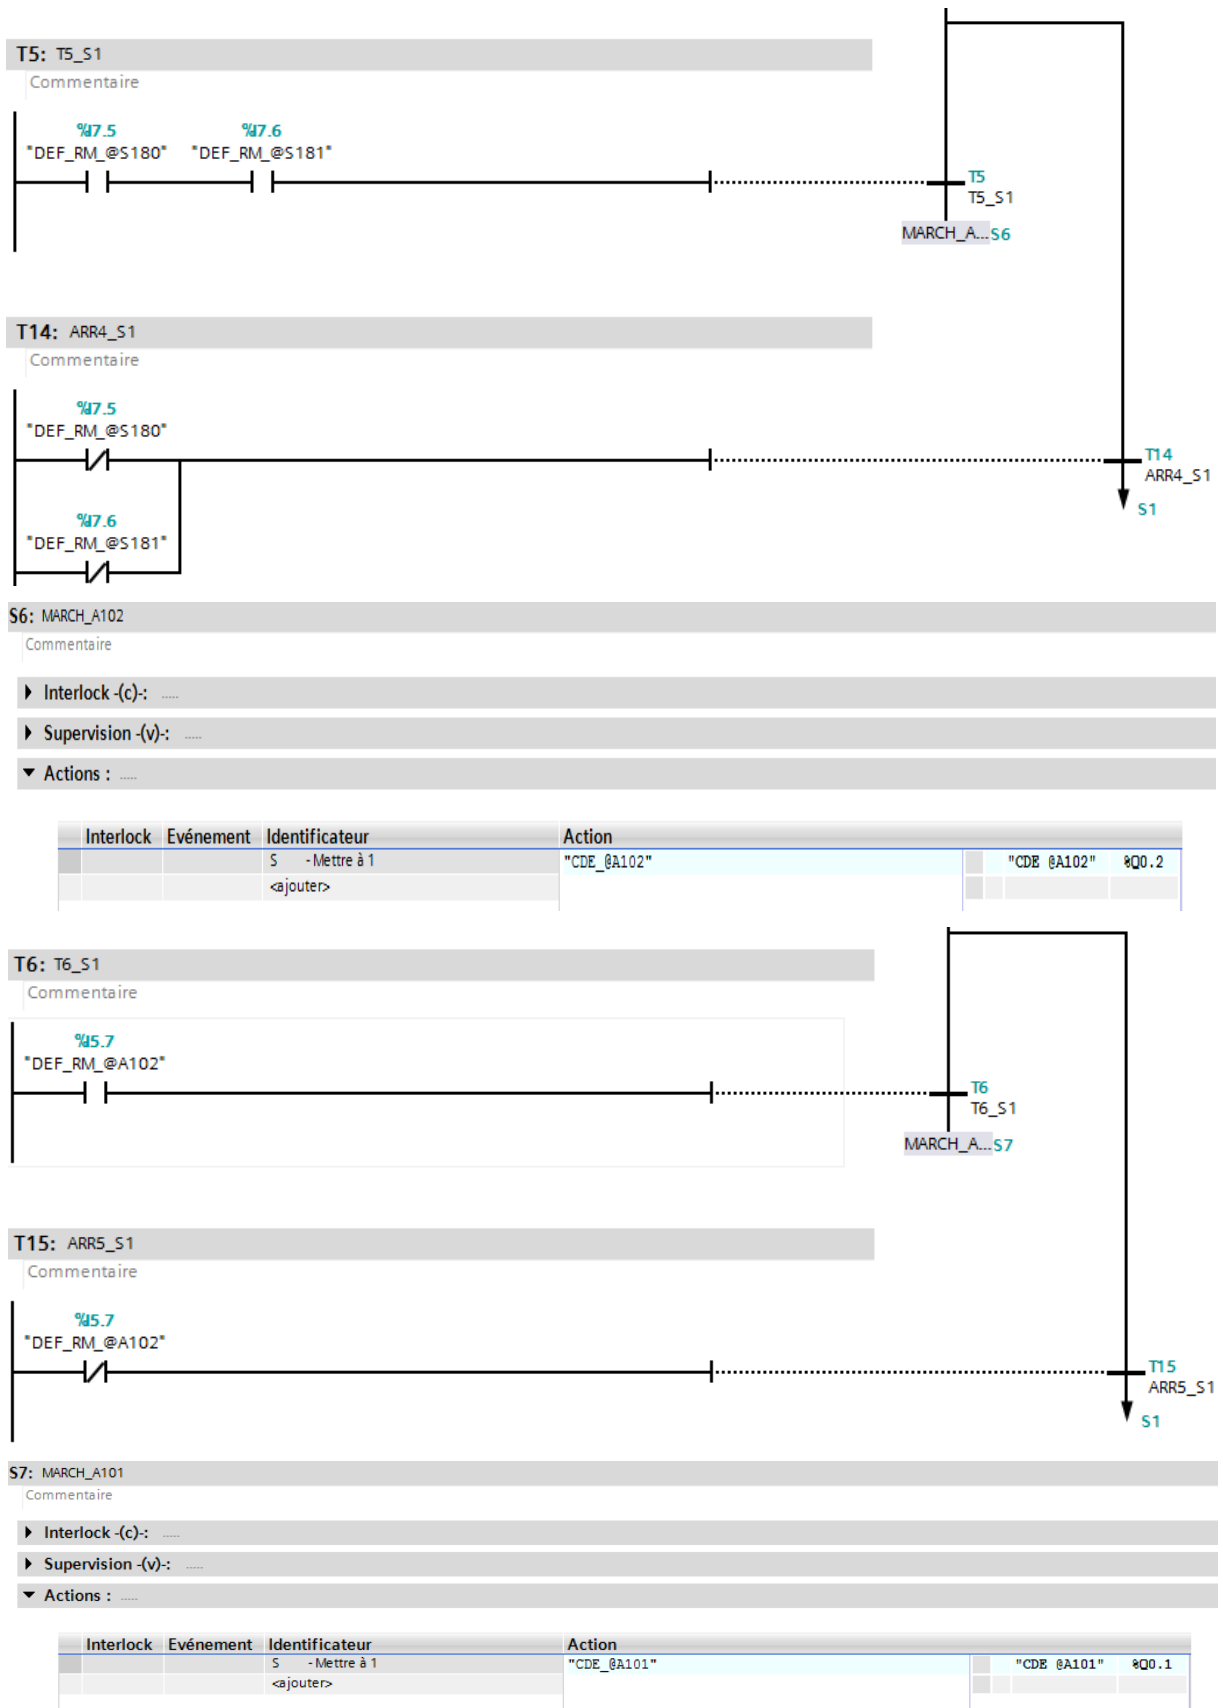 T5: T5_S1
Commentaire
%I7.5 %I7.6
"DEF_RM_@S180" "DEF_RM_@S181"
T5
T5_S1
MARCH_A... S6
T14: ARR4_S1
Commentaire
%I7.5
"DEF_RM_@S180"
T14
ARR4_S1
S1
%I7.6
"DEF_RM_@S181"
S6: MARCH_A102
Commentaire
Interlock -(c)-: .....
Supervision -(v)-: .....
Actions : .....
Interlock Evénement Identificateur Action
S - Mettre à 1 "CDE_@A102" "CDE @A102" %Q0.2
<ajouter>
T6: T6_S1
Commentaire
%I5.7
"DEF_RM_@A102"
T6
T6_S1
MARCH_A... S7
T15: ARR5_S1
Commentaire
%I5.7
"DEF_RM_@A102"
T15
ARR5_S1
S1
S7: MARCH_A101
Commentaire
Interlock -(c)-: .....
Supervision -(v)-: .....
Actions : .....
Interlock Evénement Identificateur Action
S - Mettre à 1 "CDE_@A101" "CDE @A101" %Q0.1
<ajouter>